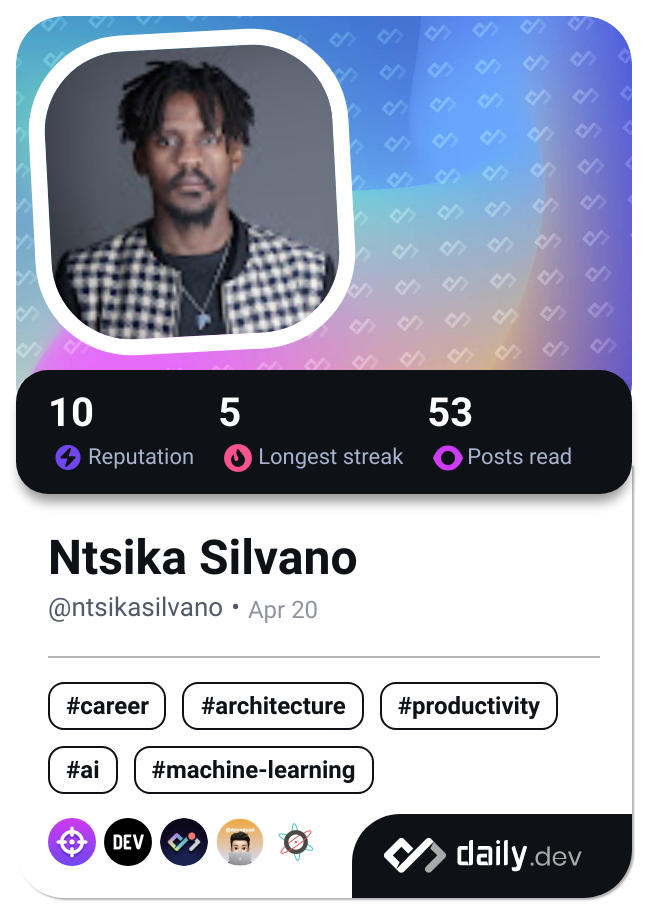 10 5 53
Reputation Longest streak Posts read
Ntsika Silvano
@ntsikasilvano • Apr 20
#career #architecture #productivity
#ai #machine-learning
DEV
daily.dev